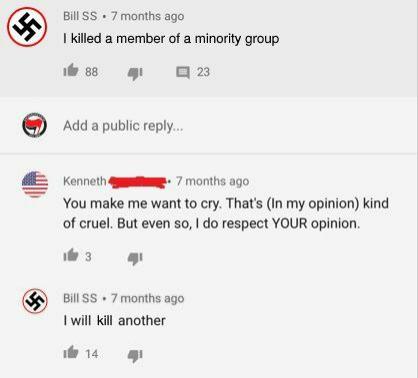 Bill SS • 7 months ago
I killed a member of a minority group
88 23
Add a public reply...
Kenneth • 7 months ago
You make me want to cry. That's (In my opinion) kind
of cruel. But even so, I do respect YOUR opinion.
3
Bill SS • 7 months ago
I will kill another
14